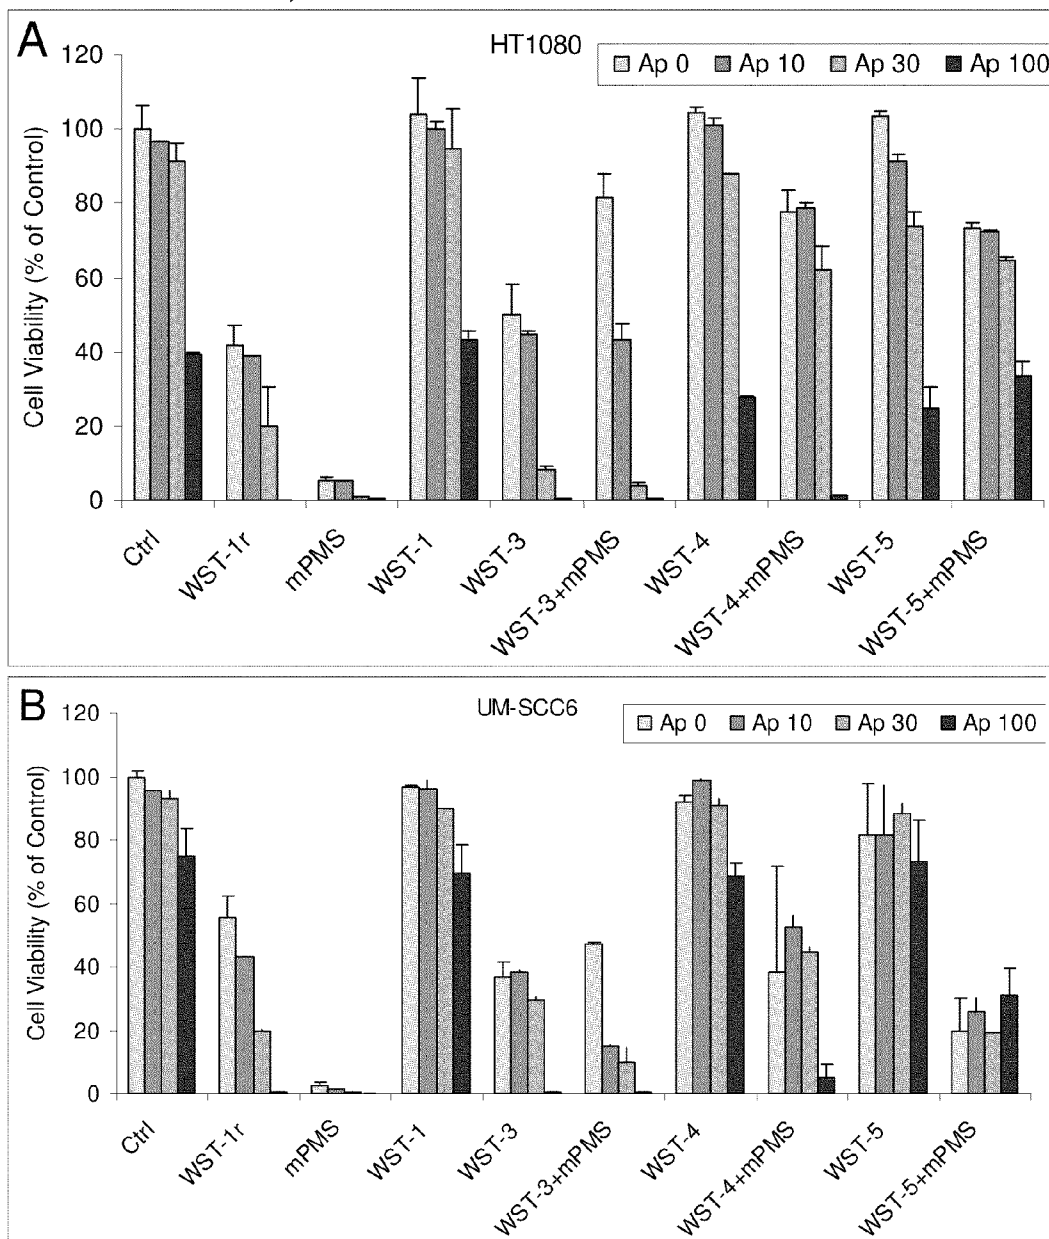 A
HT1080
Ap 0 Ap 10 Ap 30 Ap 100
Cell Viability (% of Control)
120
100
80
60
40
20
0
Ctrl
WST-1r
mPMS
WST-1
WST-3
WST-3+mPMS
WST-4
WST-4+mPMS
WST-5
WST-5+mPMS
B
UM-SCC6
Ap 0 Ap 10 Ap 30 Ap 100
Cell Viability (% of Control)
120
100
80
60
40
20
0
Ctrl
WST-1r
mPMS
WST-1
WST-3
WST-3+mPMS
WST-4
WST-4+mPMS
WST-5
WST-5+mPMS